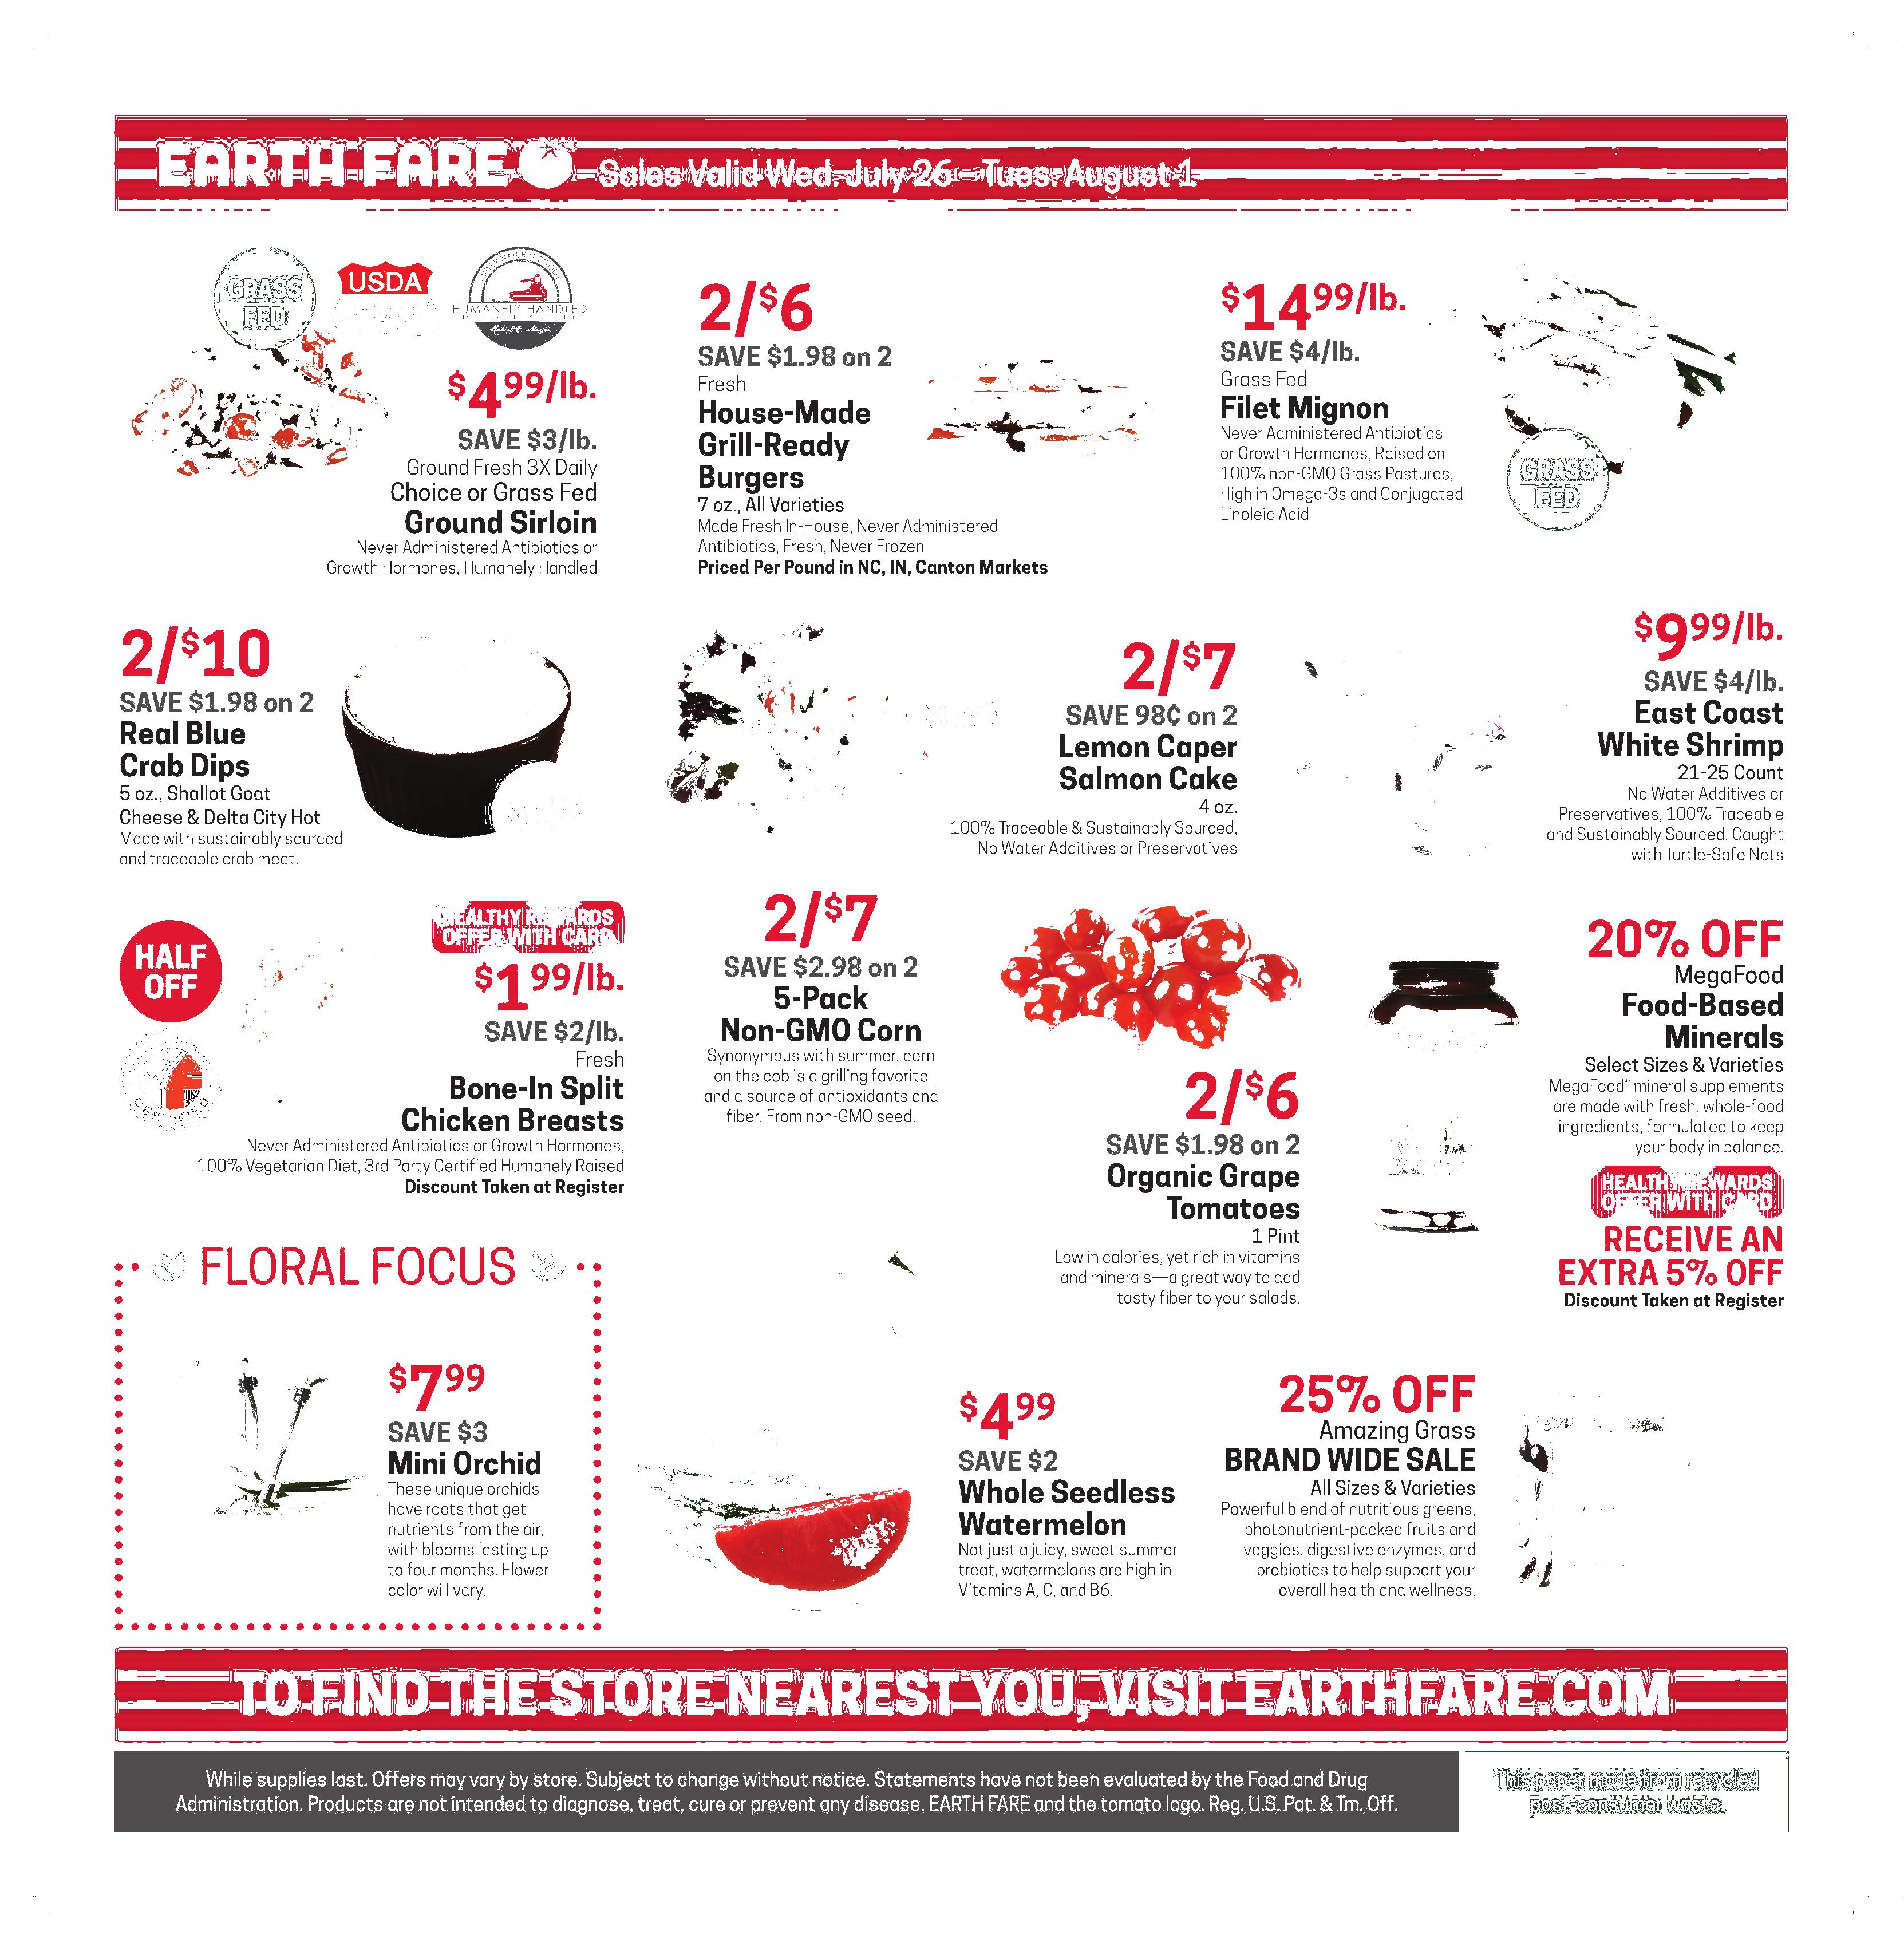 EARTH FARE Sales Valid Wed. July 26 - Tues. August 1
GRASS
FED
USDA
HUMANELY HANDLED
$4.99/lb.
SAVE $3/lb.
Ground Fresh 3X Daily
Choice or Grass Fed
Ground Sirloin
Never Administered Antibiotics or
Growth Hormones, Humanely Handled
2/$6
SAVE $1.98 on 2
Fresh
House-Made
Grill-Ready
Burgers
7 oz., All Varieties
Made Fresh In-House, Never Administered
Antibiotics, Fresh, Never Frozen
Priced Per Pound in NC, IN, Canton Markets
$14.99/lb.
SAVE $4/lb.
Grass Fed
Filet Mignon
Never Administered Antibiotics
or Growth Hormones, Raised on
100% non-GMO Grass Pastures,
High in Omega-3s and Conjugated
Linoleic Acid
GRASS
FED
2/$10
SAVE $1.98 on 2
Real Blue
Crab Dips
5 oz., Shallot Goat
Cheese & Delta City Hot
Made with sustainably sourced
and traceable crab meat.
2/$7
SAVE 98¢ on 2
Lemon Caper
Salmon Cake
4 oz.
100% Traceable & Sustainably Sourced,
No Water Additives or Preservatives
$9.99/lb.
SAVE $4/lb.
East Coast
White Shrimp
21-25 Count
No Water Additives or
Preservatives, 100% Traceable
and Sustainably Sourced, Caught
with Turtle-Safe Nets
HALF
OFF
CERTIFIED
HEALTHY REWARDS
OFFER WITH CARD
$1.99/lb.
SAVE $2/lb.
Fresh
Bone-In Split
Chicken Breasts
Never Administered Antibiotics or Growth Hormones,
100% Vegetarian Diet, 3rd Party Certified Humanely Raised
Discount Taken at Register
2/$7
SAVE $2.98 on 2
5-Pack
Non-GMO Corn
Synonymous with summer, corn
on the cob is a grilling favorite
and a source of antioxidants and
fiber. From non-GMO seed.
2/$6
SAVE $1.98 on 2
Organic Grape
Tomatoes
1 Pint
Low in calories, yet rich in vitamins
and minerals—a great way to add
tasty fiber to your salads.
20% OFF
MegaFood
Food-Based
Minerals
Select Sizes & Varieties
MegaFood® mineral supplements
are made with fresh, whole-food
ingredients, formulated to keep
your body in balance.
HEALTHY REWARDS
OFFER WITH CARD
RECEIVE AN
EXTRA 5% OFF
Discount Taken at Register
FLORAL FOCUS
$7.99
SAVE $3
Mini Orchid
These unique orchids
have roots that get
nutrients from the air,
with blooms lasting up
to four months. Flower
color will vary.
$4.99
SAVE $2
Whole Seedless
Watermelon
Not just a juicy, sweet summer
treat, watermelons are high in
Vitamins A, C, and B6.
25% OFF
Amazing Grass
BRAND WIDE SALE
All Sizes & Varieties
Powerful blend of nutritious greens,
photonutrient-packed fruits and
veggies, digestive enzymes, and
probiotics to help support your
overall health and wellness.
TO FIND THE STORE NEAREST YOU, VISIT EARTHFARE.COM
While supplies last. Offers may vary by store. Subject to change without notice. Statements have not been evaluated by the Food and Drug
Administration. Products are not intended to diagnose, treat, cure or prevent any disease. EARTH FARE and the tomato logo. Reg. U.S. Pat. & Tm. Off.
This paper made from recycled
post-consumer waste.